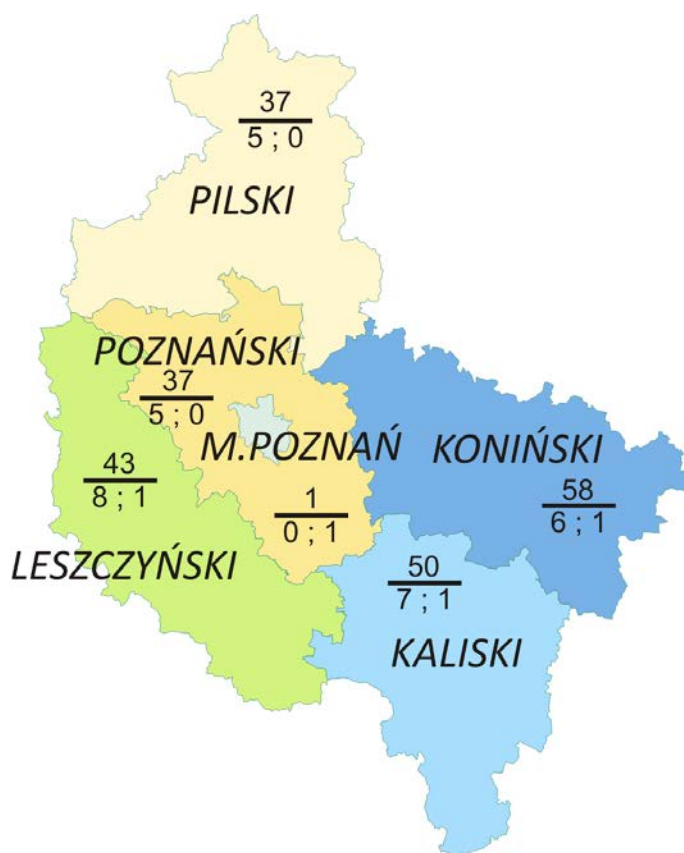 37
5 ; 0
PILSKI
POZNAŃSKI
37
5 ; 0
M.POZNAŃ
1
0 ; 1
KONIŃSKI
58
6 ; 1
43
8 ; 1
LESZCZYŃSKI
50
7 ; 1
KALISKI